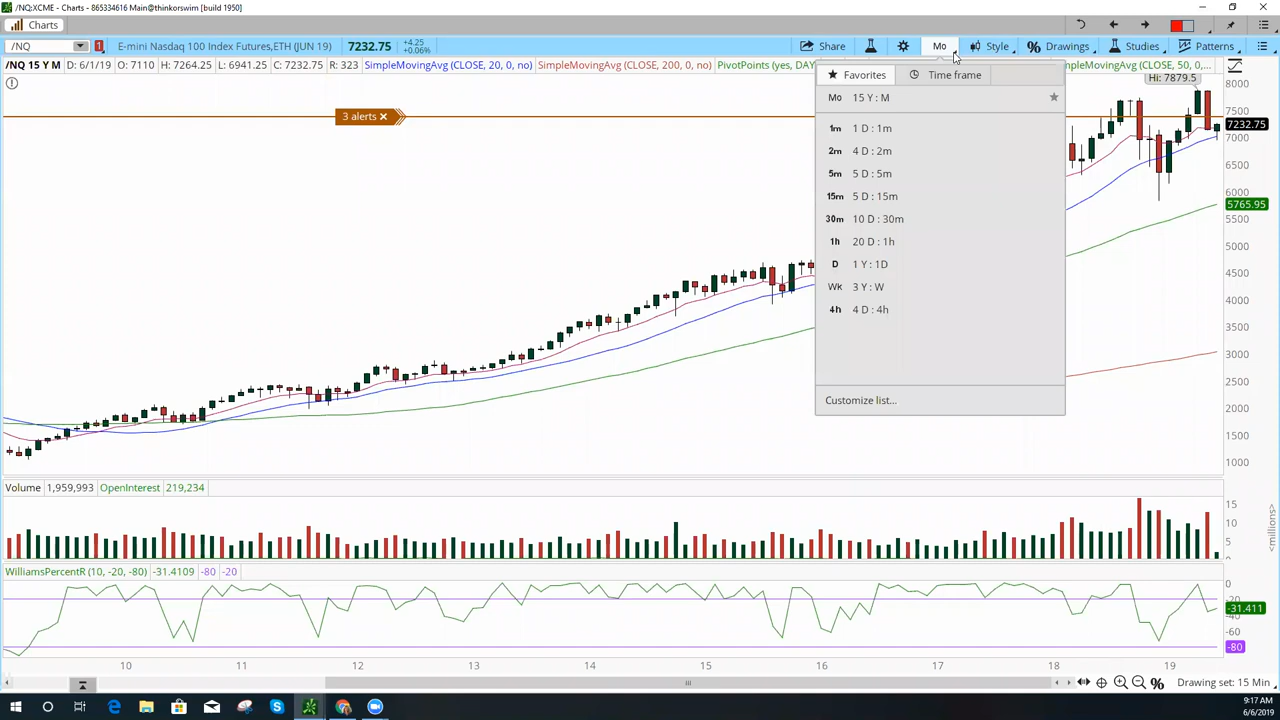 /NQ:XCME - Charts - 865334616 Main@thinkorswim [build 1950]
Charts
/NQ 1 E-mini Nasdaq 100 Index Futures,ETH (JUN 19) 7232.75 +4.25 +0.06% Share Mo Style Drawings Studies Patterns
/NQ 15 Y M D: 6/1/19 O: 7110 H: 7264.25 L: 6941.25 C: 7232.75 R: 323 SimpleMovingAvg (CLOSE, 20, 0, no) SimpleMovingAvg (CLOSE, 200, 0, no) PivotPoints (yes, DAY pleMovingAvg (CLOSE, 50, 0,
Favorites Time frame
Hi: 7879.5
Mo 15 Y : M
1m 1 D : 1m
2m 4 D : 2m
5m 5 D : 5m
15m 5 D : 15m
30m 10 D : 30m
1h 20 D : 1h
D 1 Y : 1D
Wk 3 Y : W
4h 4 D : 4h
Customize list...
3 alerts ×
8000
7500
7232.75
7000
6500
6000
5765.95
5500
5000
4500
4000
3500
3000
2500
2000
1500
1000
Volume 1,959,993 OpenInterest 219,234
15
10
5
<millions>
WilliamsPercentR (10, -20, -80) -31.4109 -80 -20
0
-20
-31.411
-60
-80
10 11 12 13 14 15 16 17 18 19
Drawing set: 15 Min
9:17 AM
6/6/2019